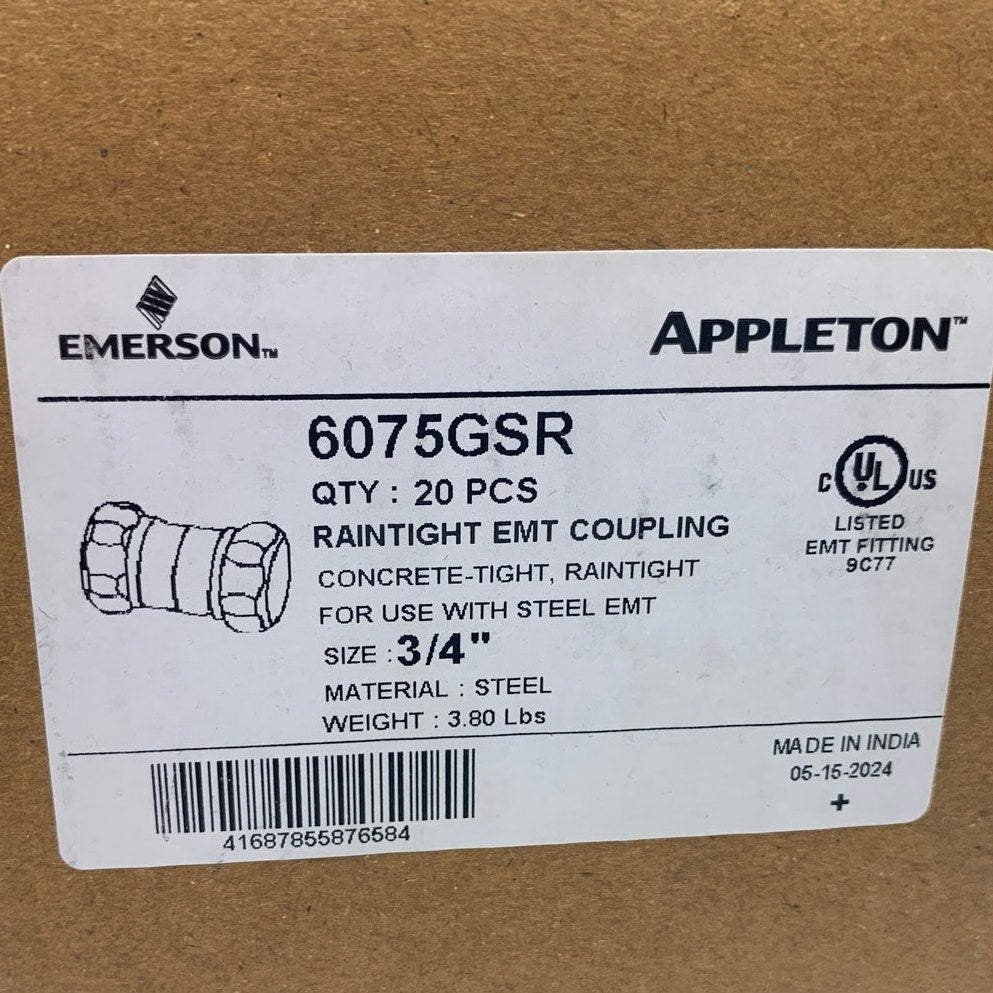 EMERSON™
APPLETON™
6075GSR
QTY : 20 PCS
RAINTIGHT EMT COUPLING
CONCRETE-TIGHT, RAINTIGHT
FOR USE WITH STEEL EMT
SIZE : 3/4"
MATERIAL : STEEL
WEIGHT : 3.80 Lbs
C UL US
LISTED
EMT FITTING
9C77
41687855876584
MADE IN INDIA
05-15-2024
+